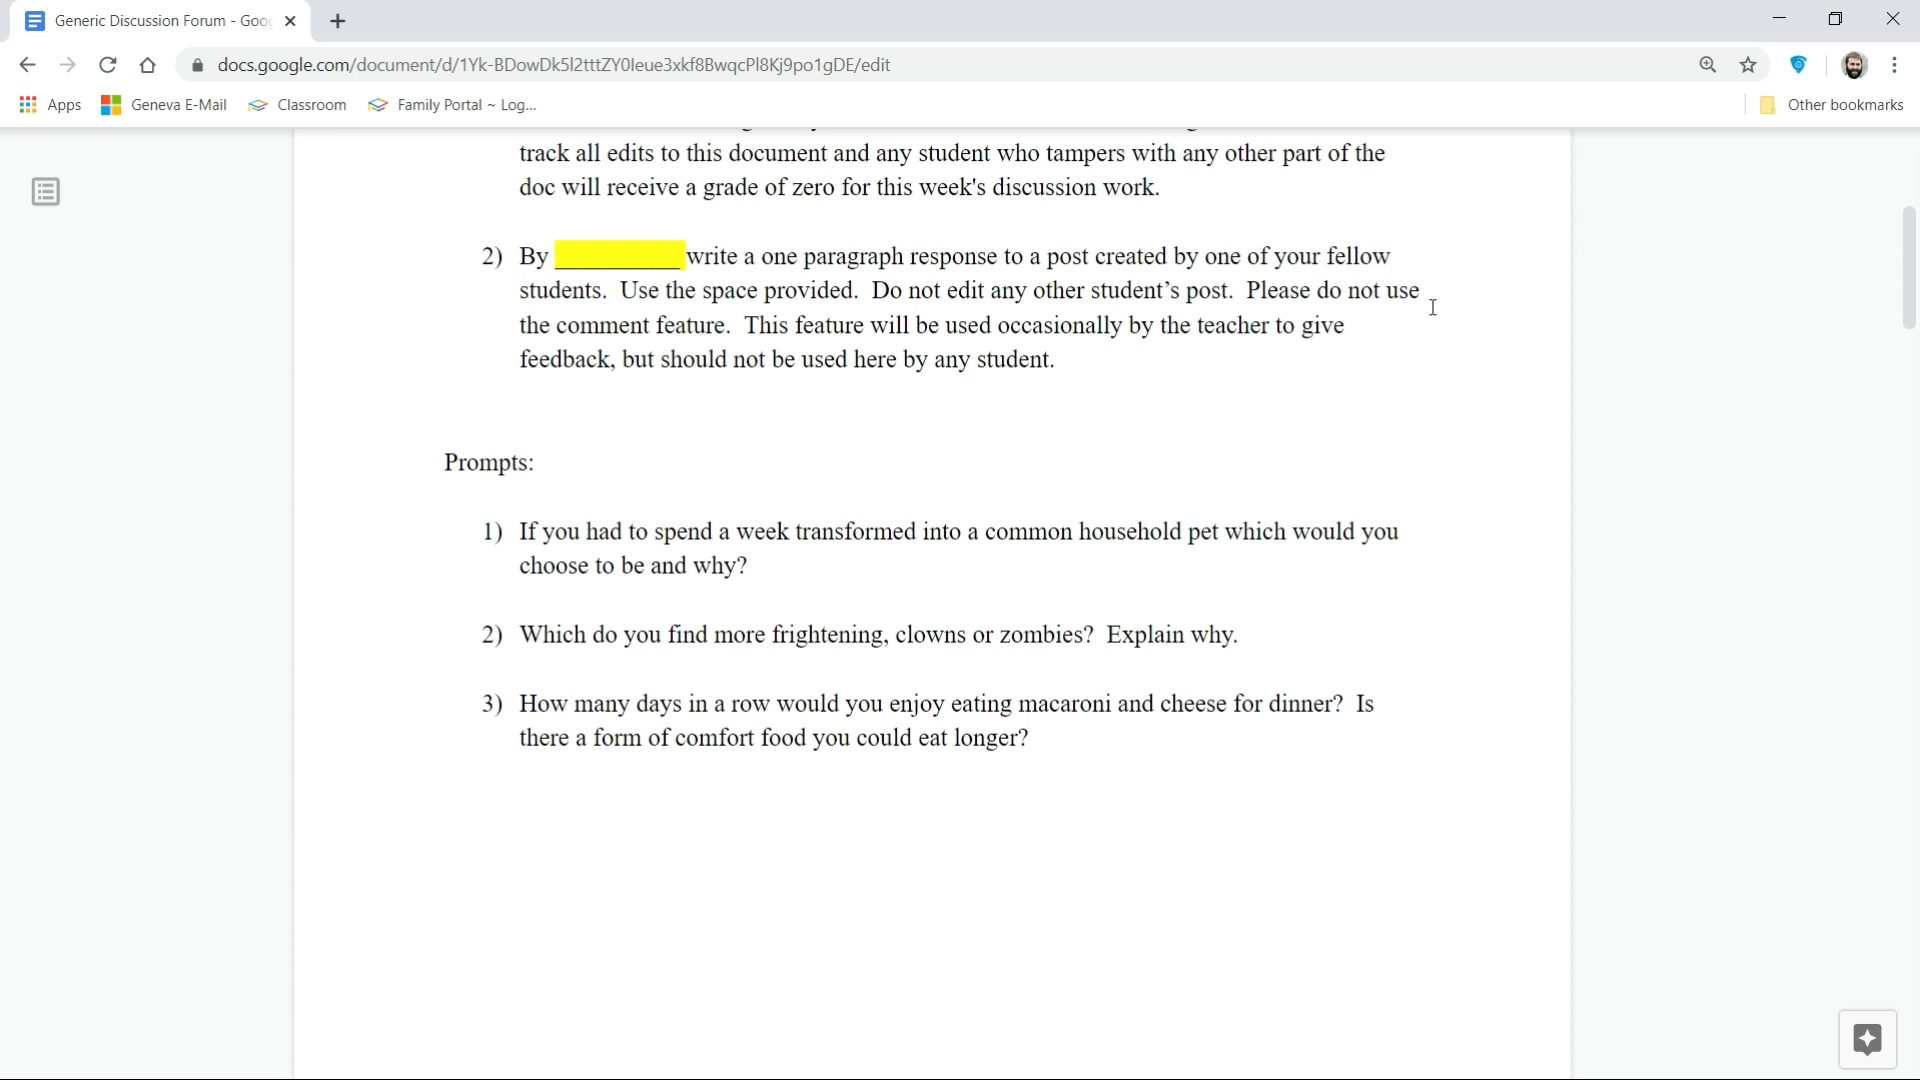 Generic Discussion Forum - Goo
docs.google.com/document/d/1Yk-BDowDk5l2tttZY0leue3xkf8BwqcPl8Kj9po1gDE/edit
Apps
Geneva E-Mail
Classroom
Family Portal ~ Log...
Other bookmarks
track all edits to this document and any student who tampers with any other part of the
doc will receive a grade of zero for this week's discussion work.
2) By __________ write a one paragraph response to a post created by one of your fellow
students. Use the space provided. Do not edit any other student’s post. Please do not use
the comment feature. This feature will be used occasionally by the teacher to give
feedback, but should not be used here by any student.
Prompts:
1) If you had to spend a week transformed into a common household pet which would you
choose to be and why?
2) Which do you find more frightening, clowns or zombies? Explain why.
3) How many days in a row would you enjoy eating macaroni and cheese for dinner? Is
there a form of comfort food you could eat longer?